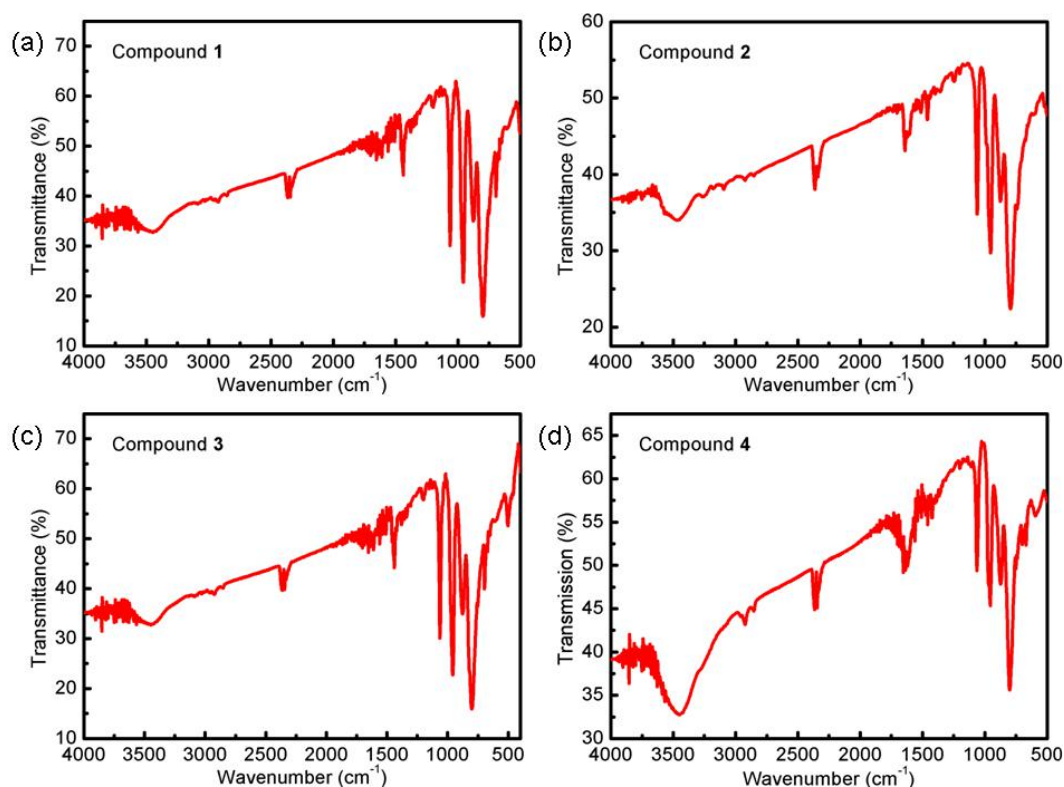 (a)
Compound 1
Transmittance (%)
70
60
50
40
30
20
10
4000 3500 3000 2500 2000 1500 1000 500
Wavenumber (cm⁻¹)
(b)
Compound 2
Transmittance (%)
60
50
40
30
20
4000 3500 3000 2500 2000 1500 1000 500
Wavenumber (cm⁻¹)
(c)
Compound 3
Transmittance (%)
70
60
50
40
30
20
10
4000 3500 3000 2500 2000 1500 1000 500
Wavenumber (cm⁻¹)
(d)
Compound 4
Transmission (%)
65
60
55
50
45
40
35
30
4000 3500 3000 2500 2000 1500 1000 500
Wavenumber (cm⁻¹)